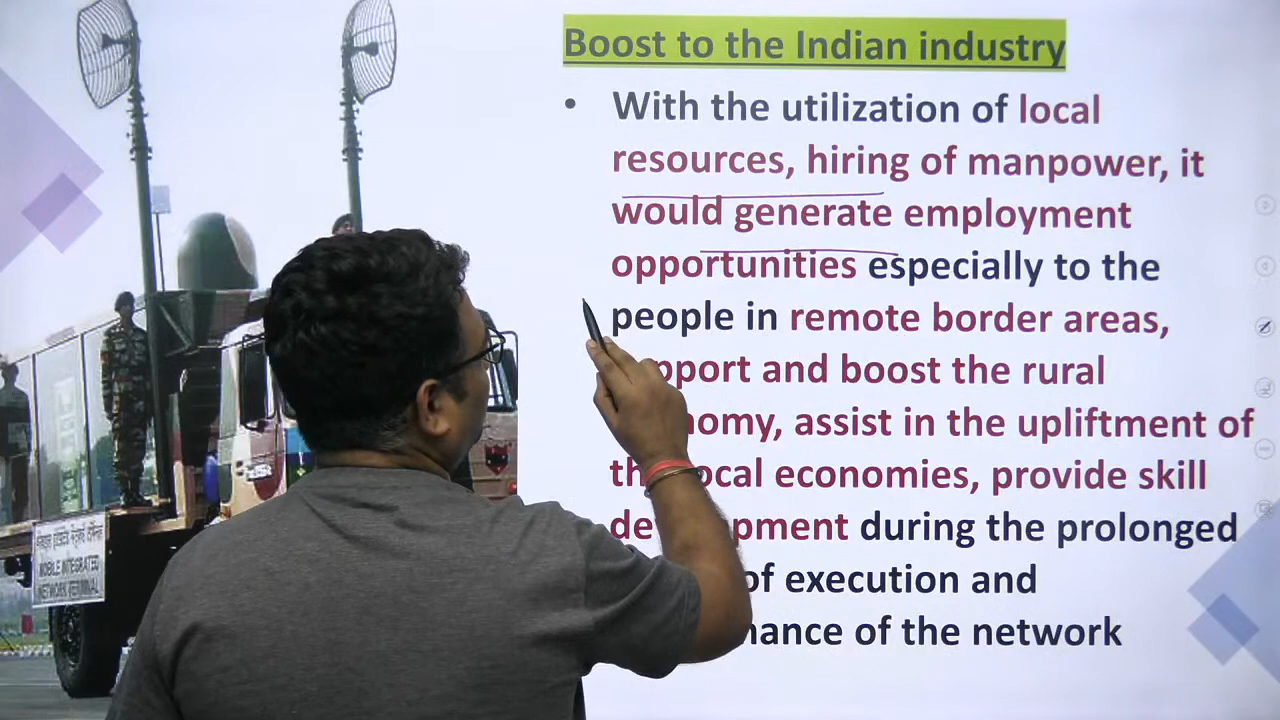 Boost to the Indian industry
• With the utilization of local
resources, hiring of manpower, it
would generate employment
opportunities especially to the
people in remote border areas,
and boost the rural
assist in the upliftment of
economies, provide skill
during the prolonged
of execution and
of the network
MOBILE INTEGRATED
NETWORK TERMINAL